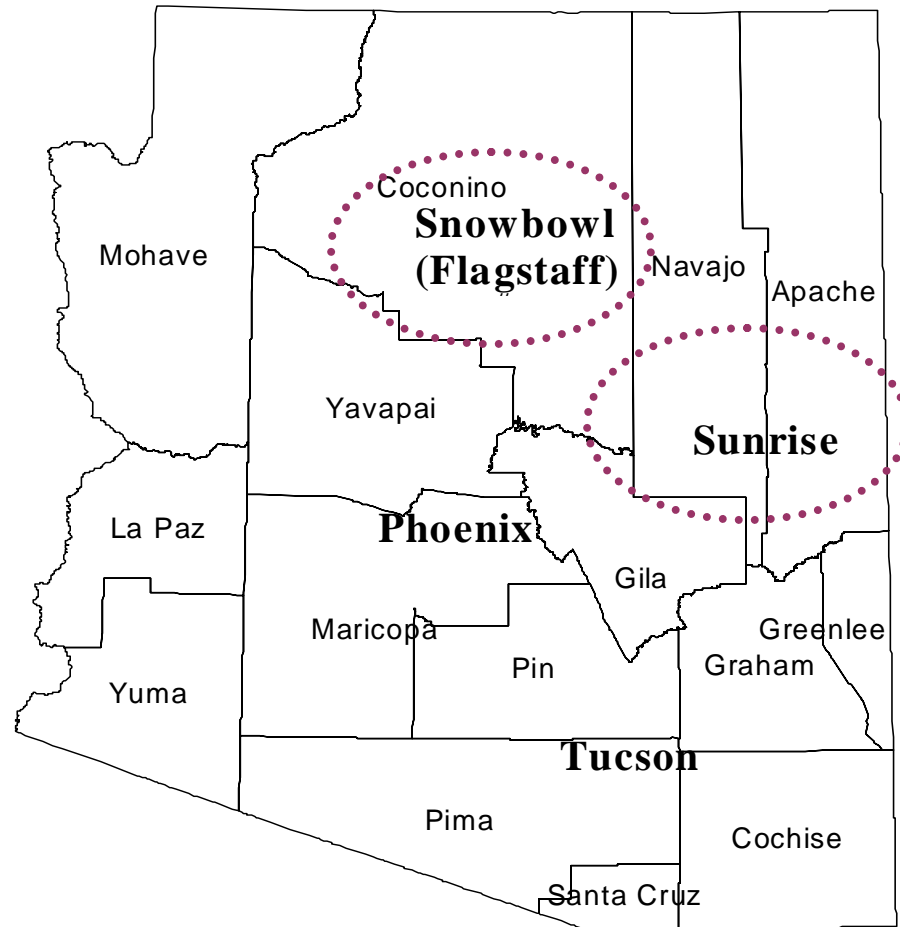 Coconino
Snowbowl
(Flagstaff)
Mohave
Navajo
Apache
Yavapai
Sunrise
La Paz
Phoenix
Gila
Maricopa
Greenlee
Pin
Graham
Yuma
Tucson
Pima
Cochise
Santa Cruz